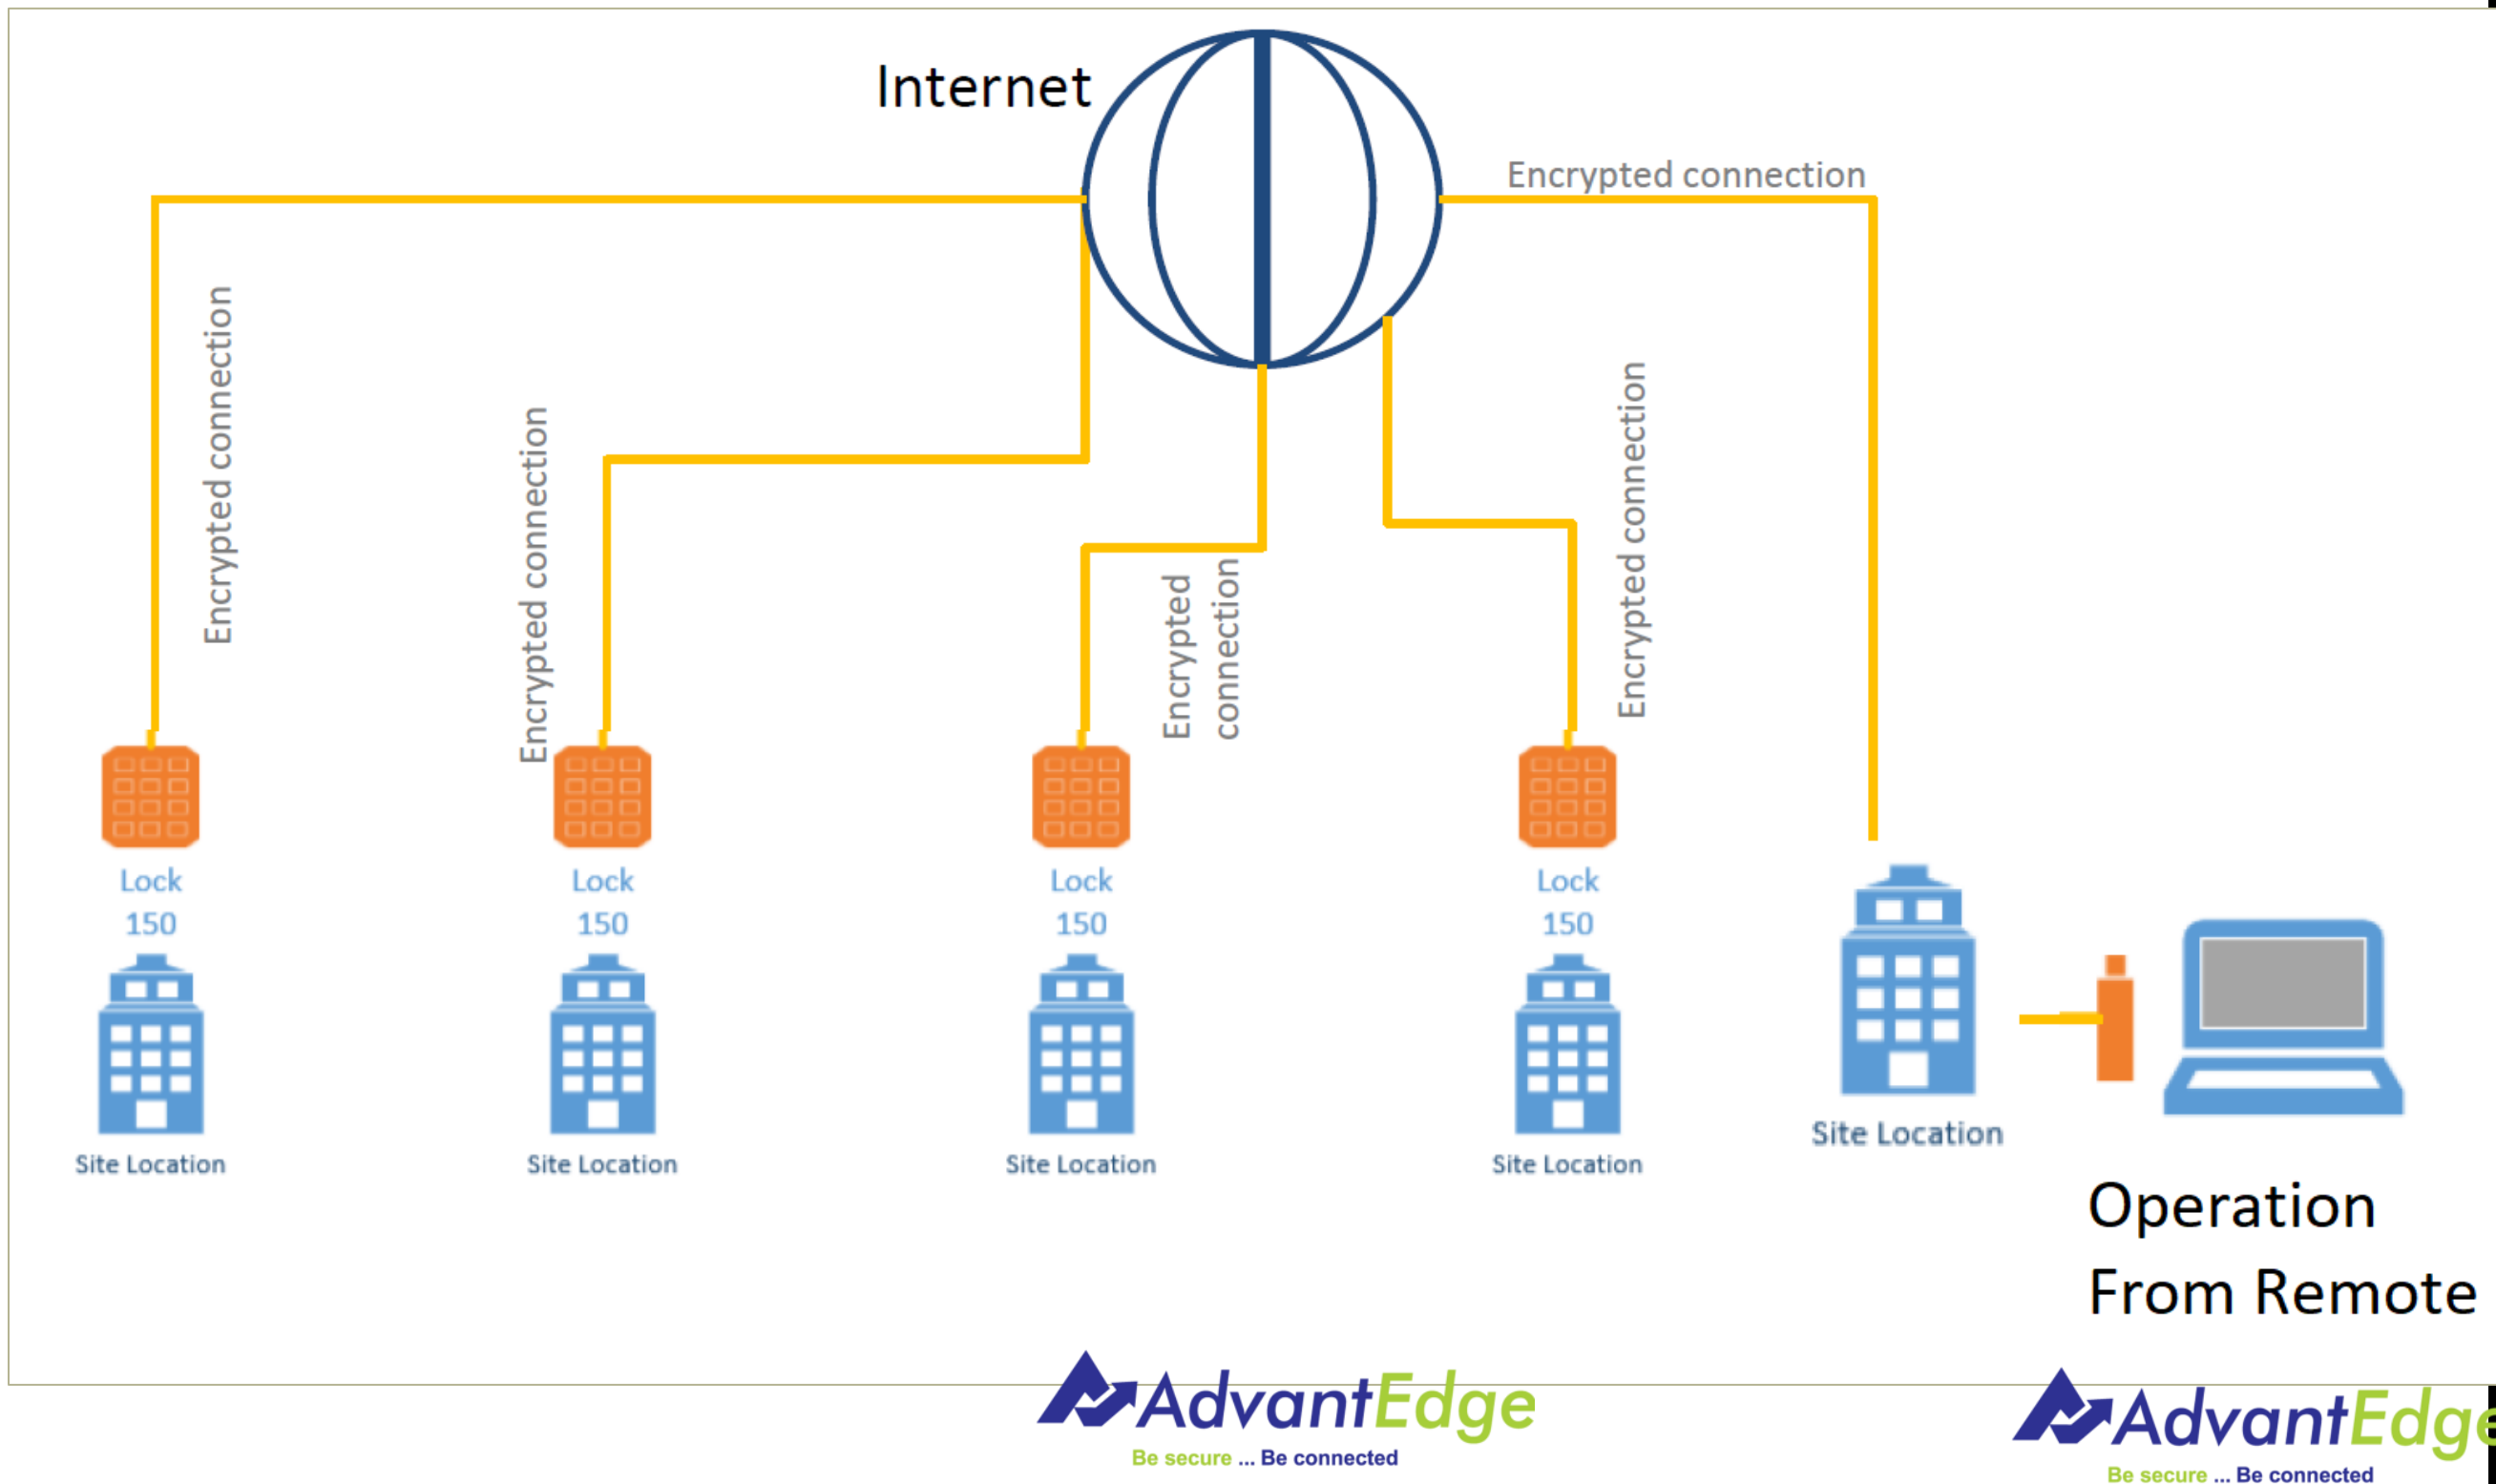 Internet
Encrypted connection
Encrypted connection
Encrypted connection
Encrypted
connection
Encrypted connection
Lock
150
Lock
150
Lock
150
Lock
150
Site Location
Site Location
Site Location
Site Location
Site Location
Operation
From Remote
AdvantEdge
Be secure ... Be connected
AdvantEdge
Be secure ... Be connected